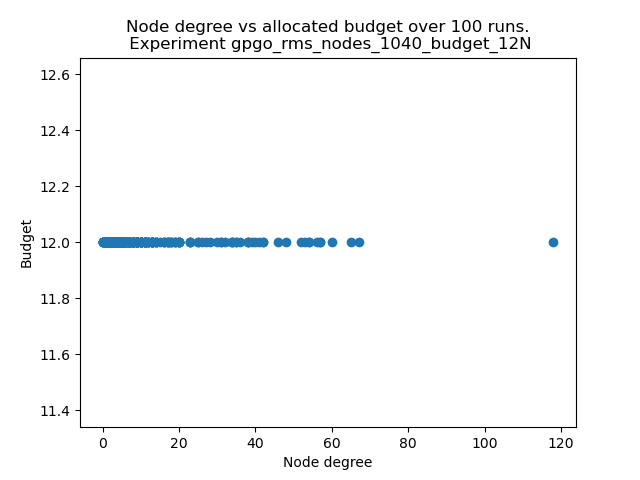 Node degree vs allocated budget over 100 runs.
Experiment gpgo_rms_nodes_1040_budget_12N
12.6
12.4
12.2
12.0
11.8
11.6
11.4
Budget
0 20 40 60 80 100 120
Node degree